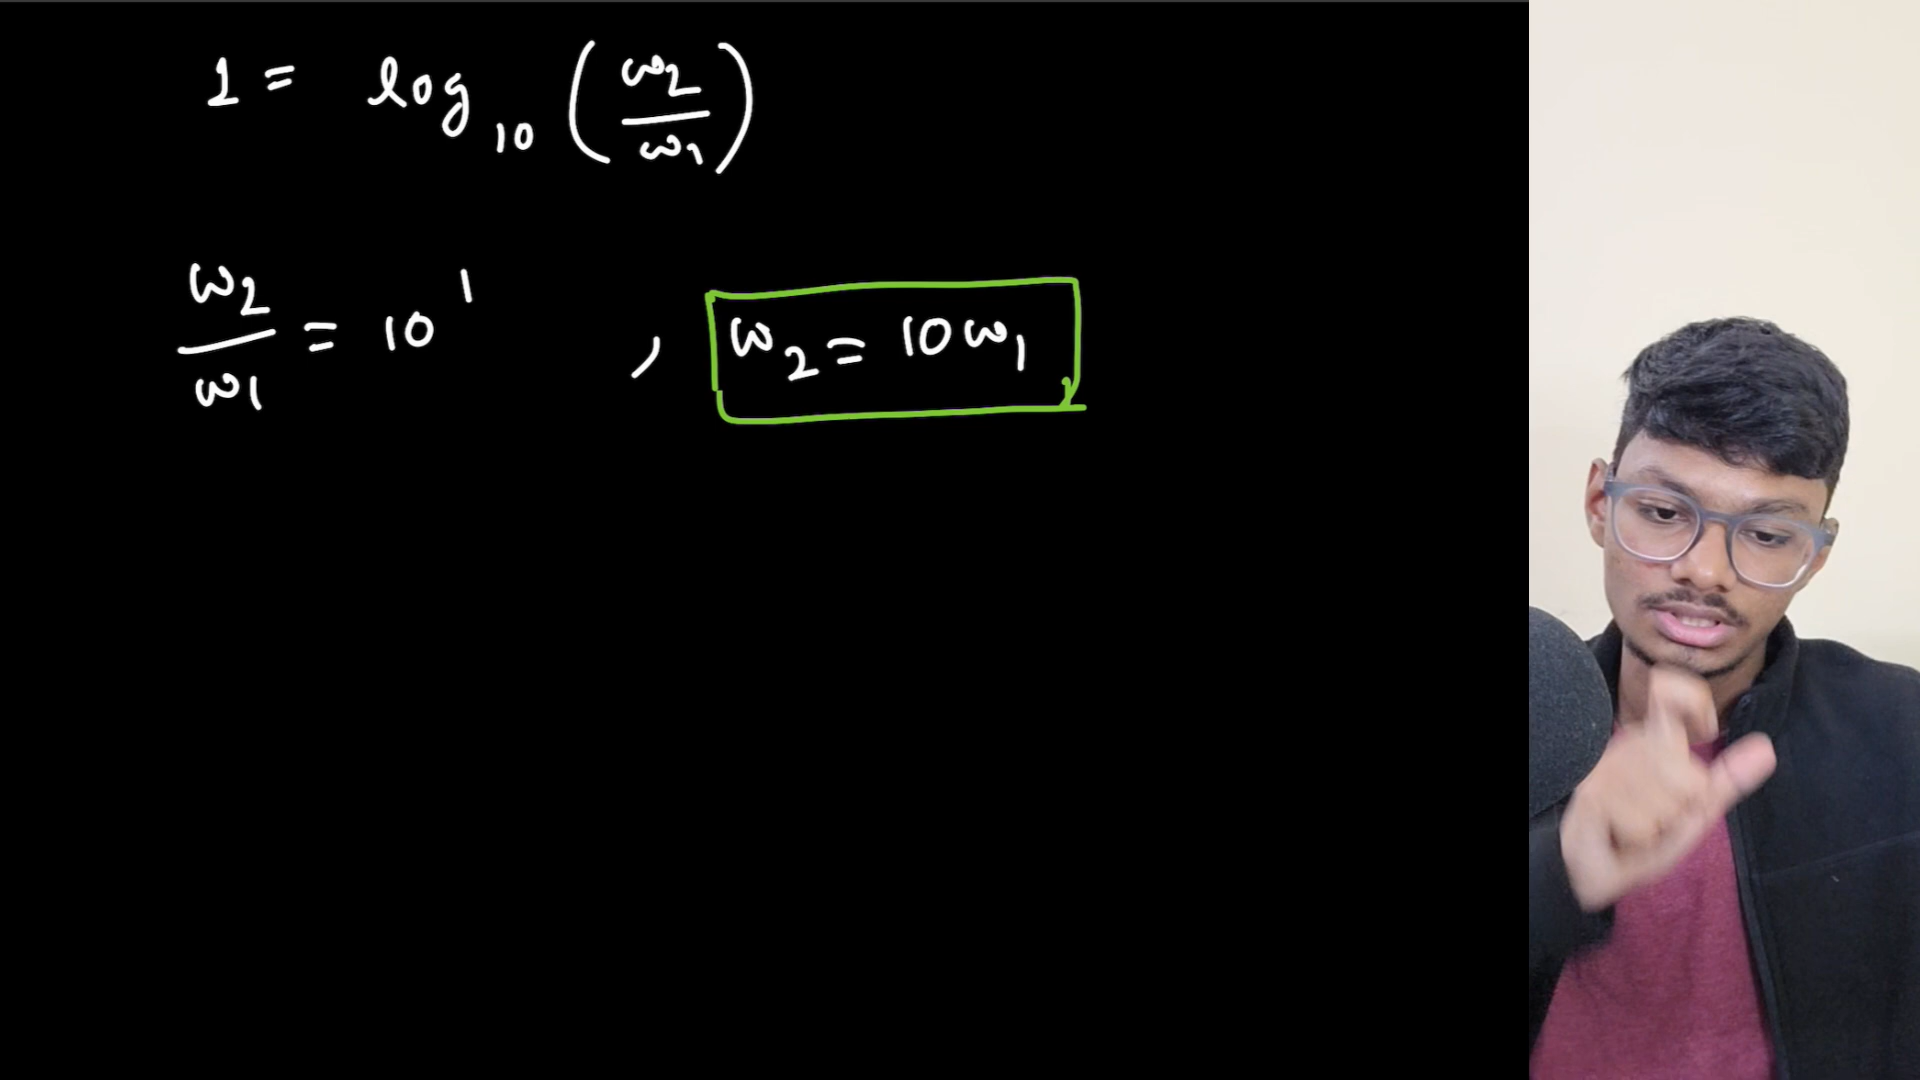 1 = log₁₀ (ω₂/ω₁)
ω₂/ω₁ = 10¹ , ω₂ = 10ω₁